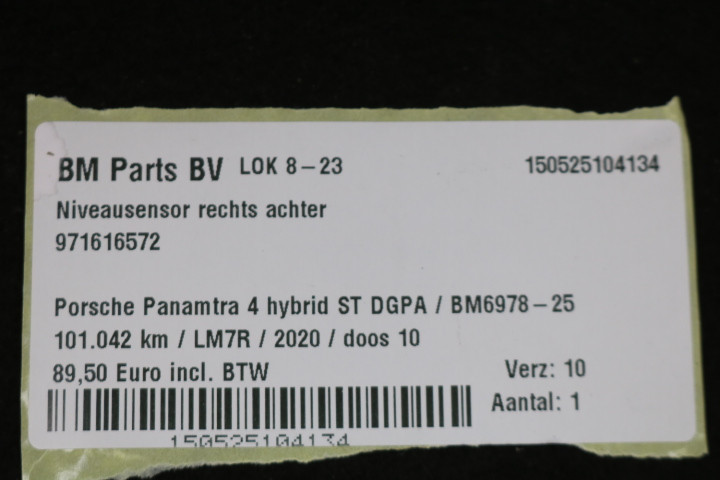 BM Parts BV LOK 8-23 150525104134
Niveausensor rechts achter
971616572
Porsche Panamtra 4 hybrid ST DGPA / BM6978-25
101.042 km / LM7R / 2020 / doos 10
89,50 Euro incl. BTW Verz: 10
Aantal: 1
150525104134